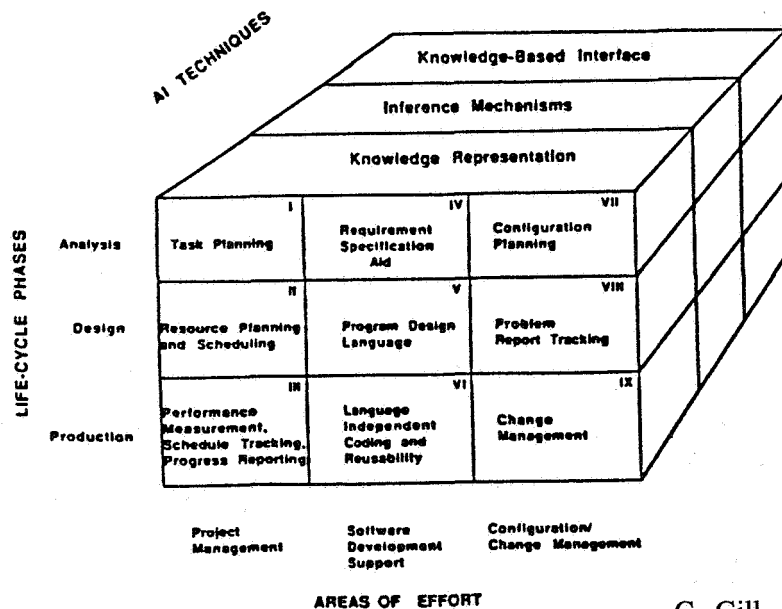 AI TECHNIQUES
Knowledge-Based Interface
Inference Mechanisms
Knowledge Representation
LIFE-CYCLE PHASES
Analysis
I
Task Planning
IV
Requirement
Specification
Aid
VII
Configuration
Planning
Design
II
Resource Planning
and Scheduling
V
Program Design
Language
VIII
Problem
Report Tracking
Production
III
Performance
Measurement,
Schedule Tracking,
Progress Reporting
VI
Language
Independent
Coding and
Reusability
IX
Change
Management
Project
Management
Software
Development
Support
Configuration/
Change Management
AREAS OF EFFORT
C. Gill